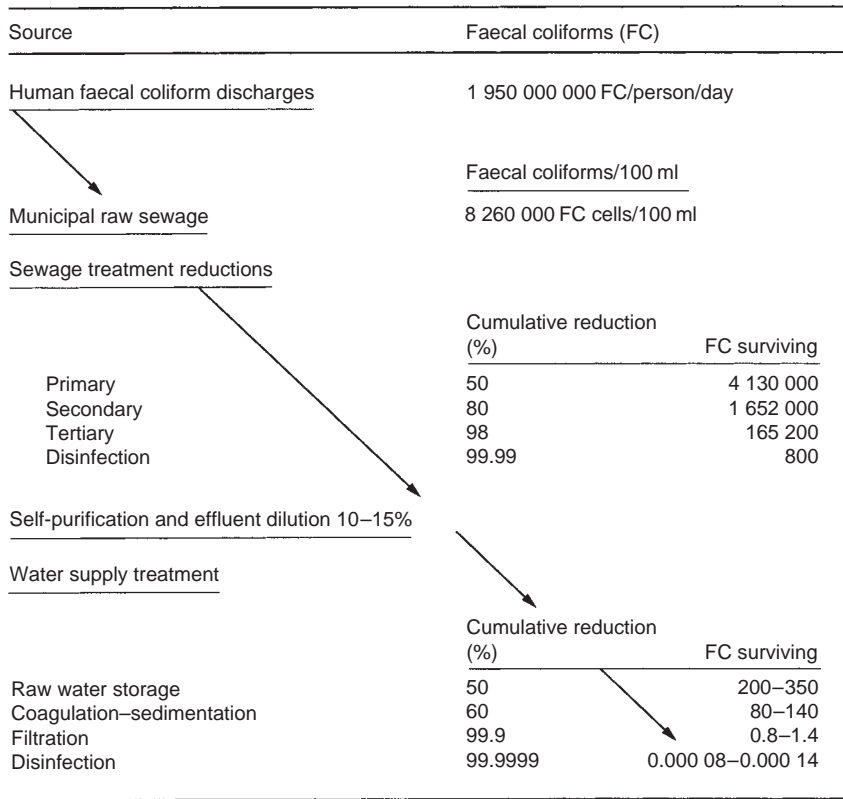 Source Faecal coliforms (FC)
Human faecal coliform discharges 1 950 000 000 FC/person/day
Faecal coliforms/100 ml
Municipal raw sewage 8 260 000 FC cells/100 ml
Sewage treatment reductions
Cumulative reduction
(%) FC surviving
Primary 50 4 130 000
Secondary 80 1 652 000
Tertiary 98 165 200
Disinfection 99.99 800
Self-purification and effluent dilution 10–15%
Water supply treatment
Cumulative reduction
(%) FC surviving
Raw water storage 50 200–350
Coagulation–sedimentation 60 80–140
Filtration 99.9 0.8–1.4
Disinfection 99.9999 0.000 08–0.000 14